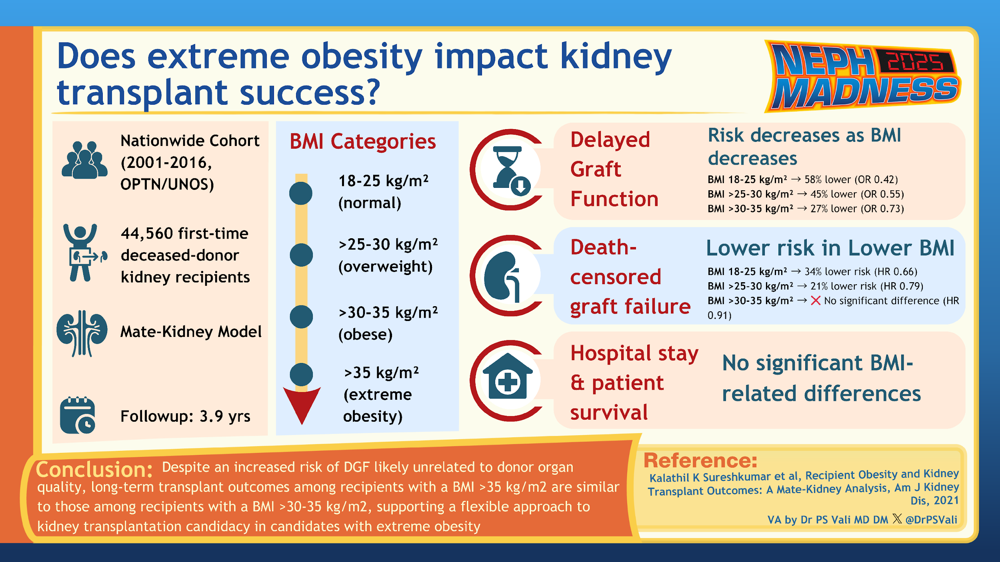 Does extreme obesity impact kidney
transplant success?
NEPH 2025
MADNESS
Nationwide Cohort
(2001-2016,
OPTN/UNOS)
44,560 first-time
deceased-donor
kidney recipients
Mate-Kidney Model
Followup: 3.9 yrs
BMI Categories
18-25 kg/m²
(normal)
>25-30 kg/m²
(overweight)
>30-35 kg/m²
(obese)
>35 kg/m²
(extreme
obesity)
Delayed
Graft
Function
Risk decreases as BMI
decreases
BMI 18-25 kg/m² → 58% lower (OR 0.42)
BMI >25-30 kg/m² → 45% lower (OR 0.55)
BMI >30-35 kg/m² → 27% lower (OR 0.73)
Death-
censored
graft failure
Lower risk in Lower BMI
BMI 18-25 kg/m² → 34% lower risk (HR 0.66)
BMI >25-30 kg/m² → 21% lower risk (HR 0.79)
BMI >30-35 kg/m² → ❌ No significant difference (HR
0.91)
Hospital stay
& patient
survival
No significant BMI-
related differences
Conclusion: Despite an increased risk of DGF likely unrelated to donor organ
quality, long-term transplant outcomes among recipients with a BMI >35 kg/m2 are similar
to those among recipients with a BMI >30-35 kg/m2, supporting a flexible approach to
kidney transplantation candidacy in candidates with extreme obesity
Reference:
Kalathil K Sureshkumar et al, Recipient Obesity and Kidney
Transplant Outcomes: A Mate-Kidney Analysis, Am J Kidney
Dis, 2021
VA by Dr PS Vali MD DM 𝕏 @DrPSVali